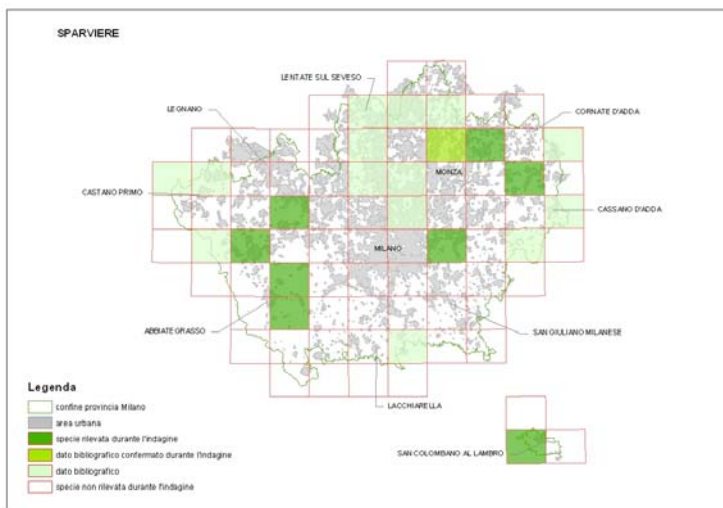 SPARVIERE
LENTATE SUL SEVESO
LEGNANO
CORNATE D'ADDA
MONZA
CASTANO PRIMO
CASSANO D'ADDA
MILANO
ABBIATEGRASSO
SAN GIULIANO MILANESE
LACCHIARELLA
SAN COLOMBANO AL LAMBRO
Legenda
confine provincia Milano
area urbana
specie rilevata durante l'indagine
dato bibliografico confermato durante l'indagine
dato bibliografico
specie non rilevata durante l'indagine